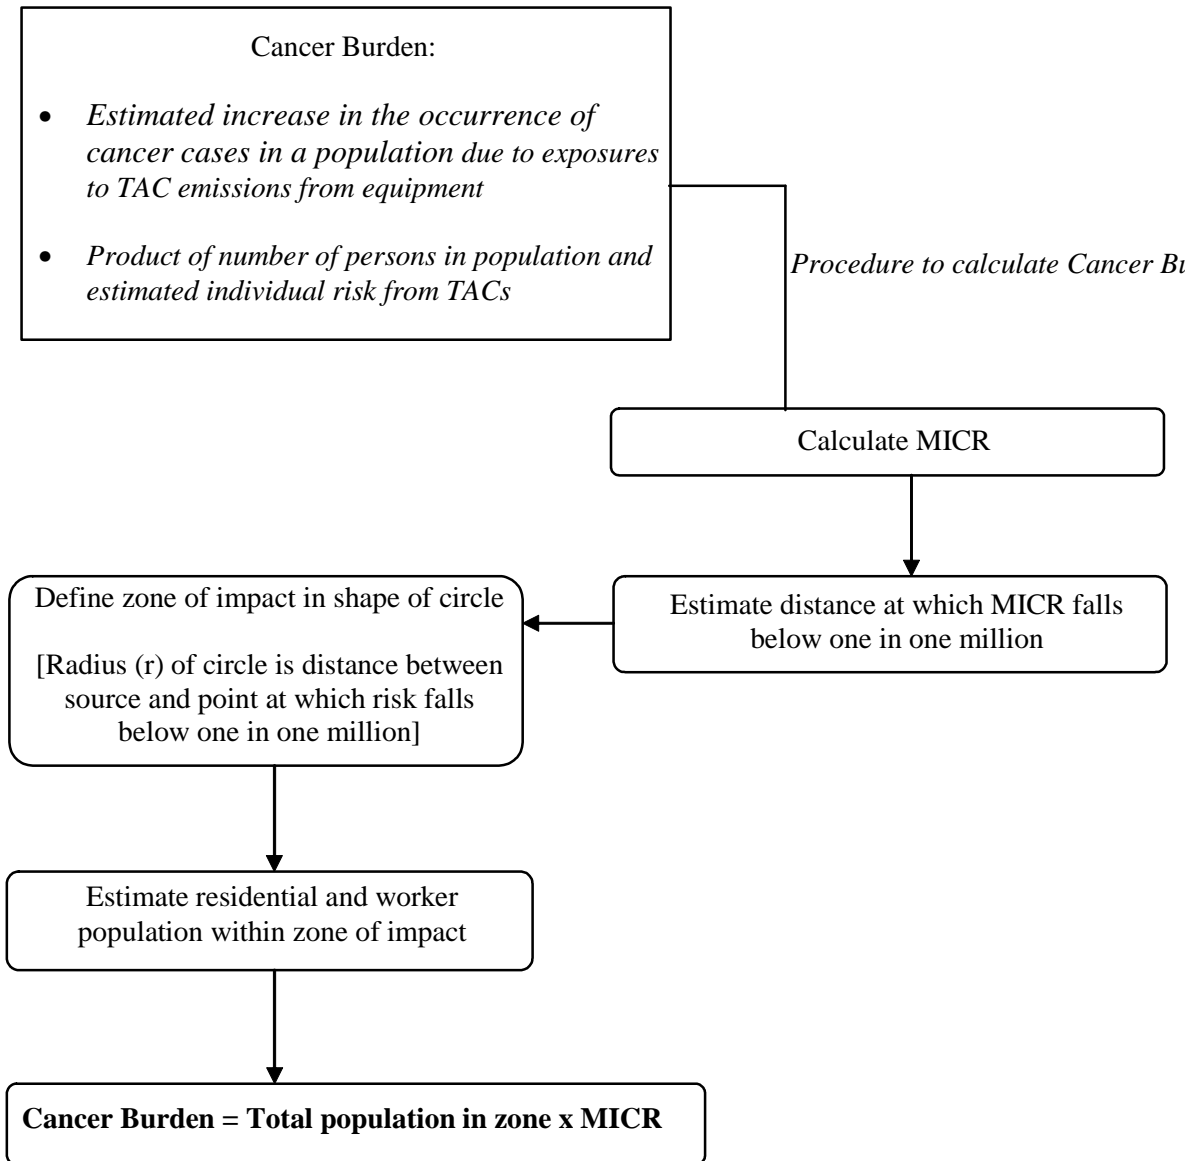 Cancer Burden:
• Estimated increase in the occurrence of
cancer cases in a population due to exposures
to TAC emissions from equipment
• Product of number of persons in population and
estimated individual risk from TACs
Procedure to calculate Cancer
Calculate MICR
Estimate distance at which MICR falls
below one in one million
Define zone of impact in shape of circle
[Radius (r) of circle is distance between
source and point at which risk falls
below one in one million]
Estimate residential and worker
population within zone of impact
Cancer Burden = Total population in zone x MICR